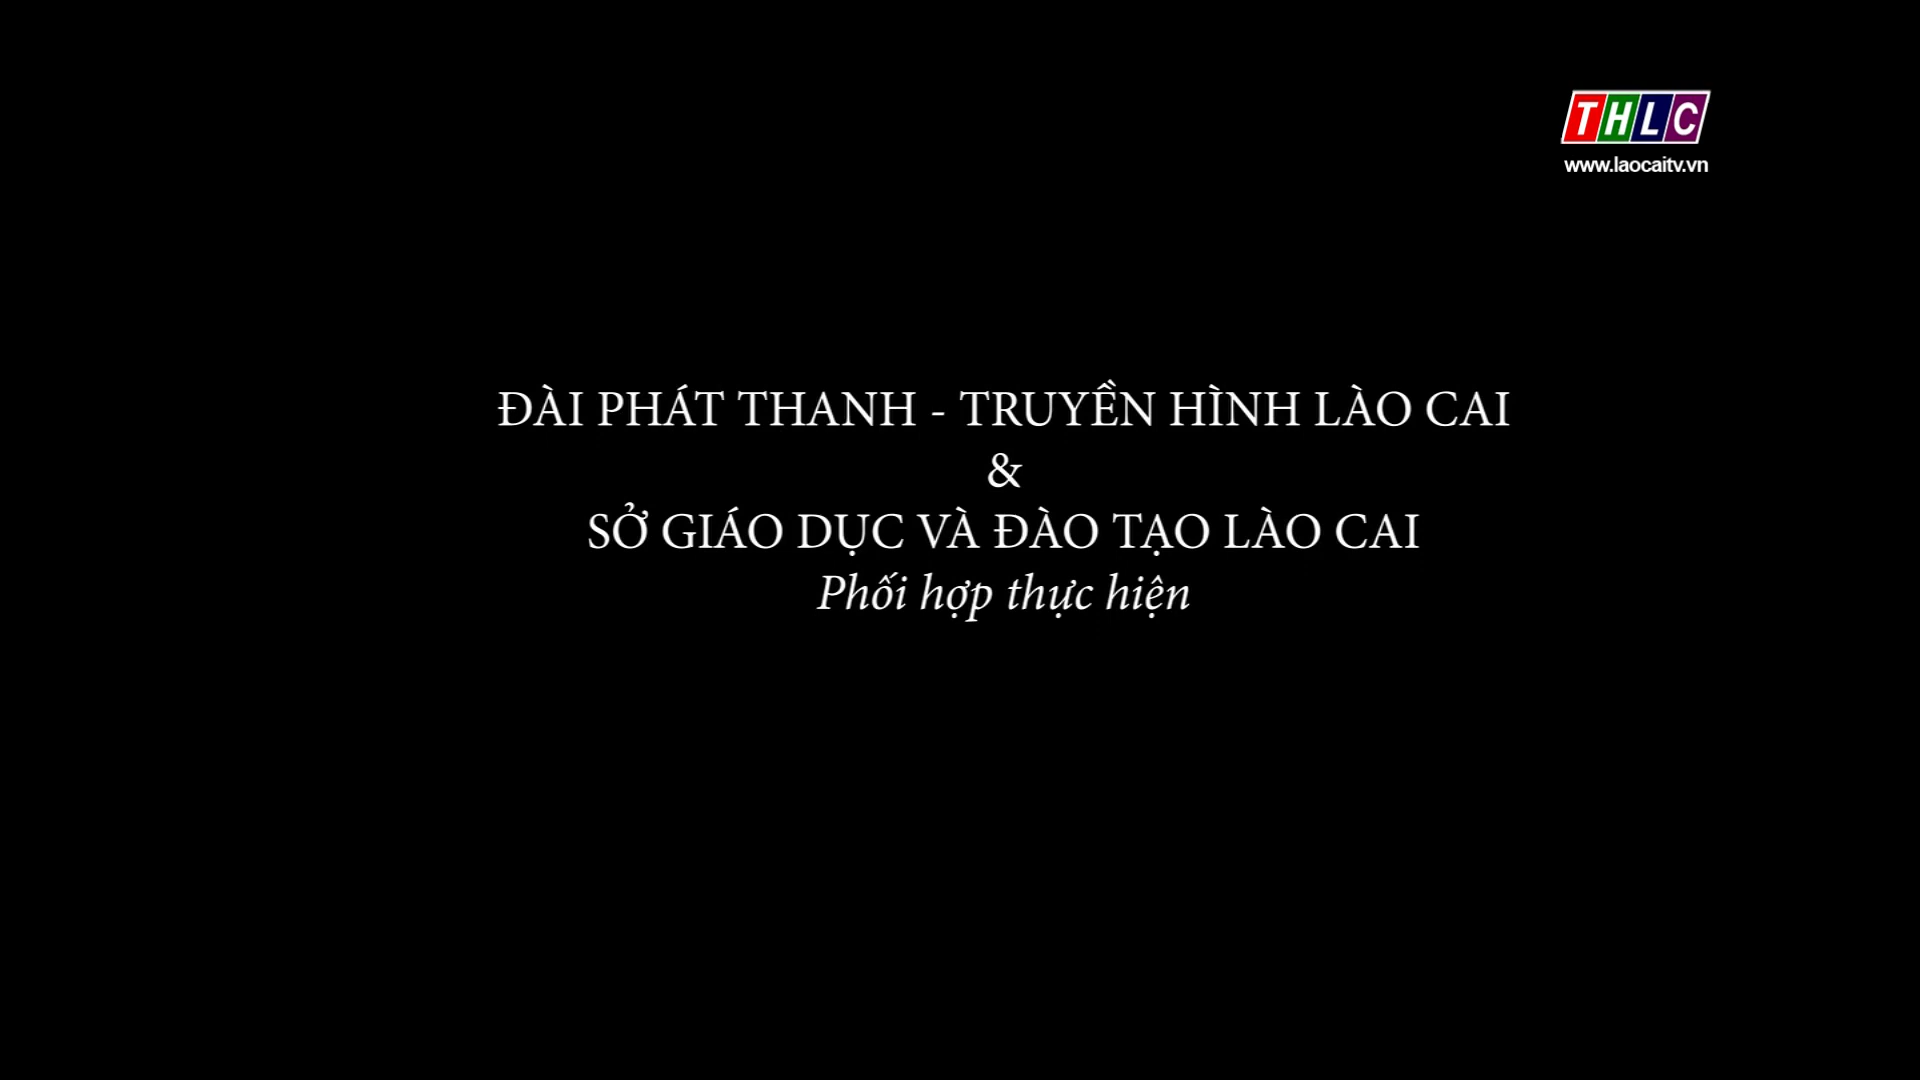 THLC
www.laocaitv.vn
ĐÀI PHÁT THANH - TRUYỀN HÌNH LÀO CAI
&
SỞ GIÁO DỤC VÀ ĐÀO TẠO LÀO CAI
Phối hợp thực hiện